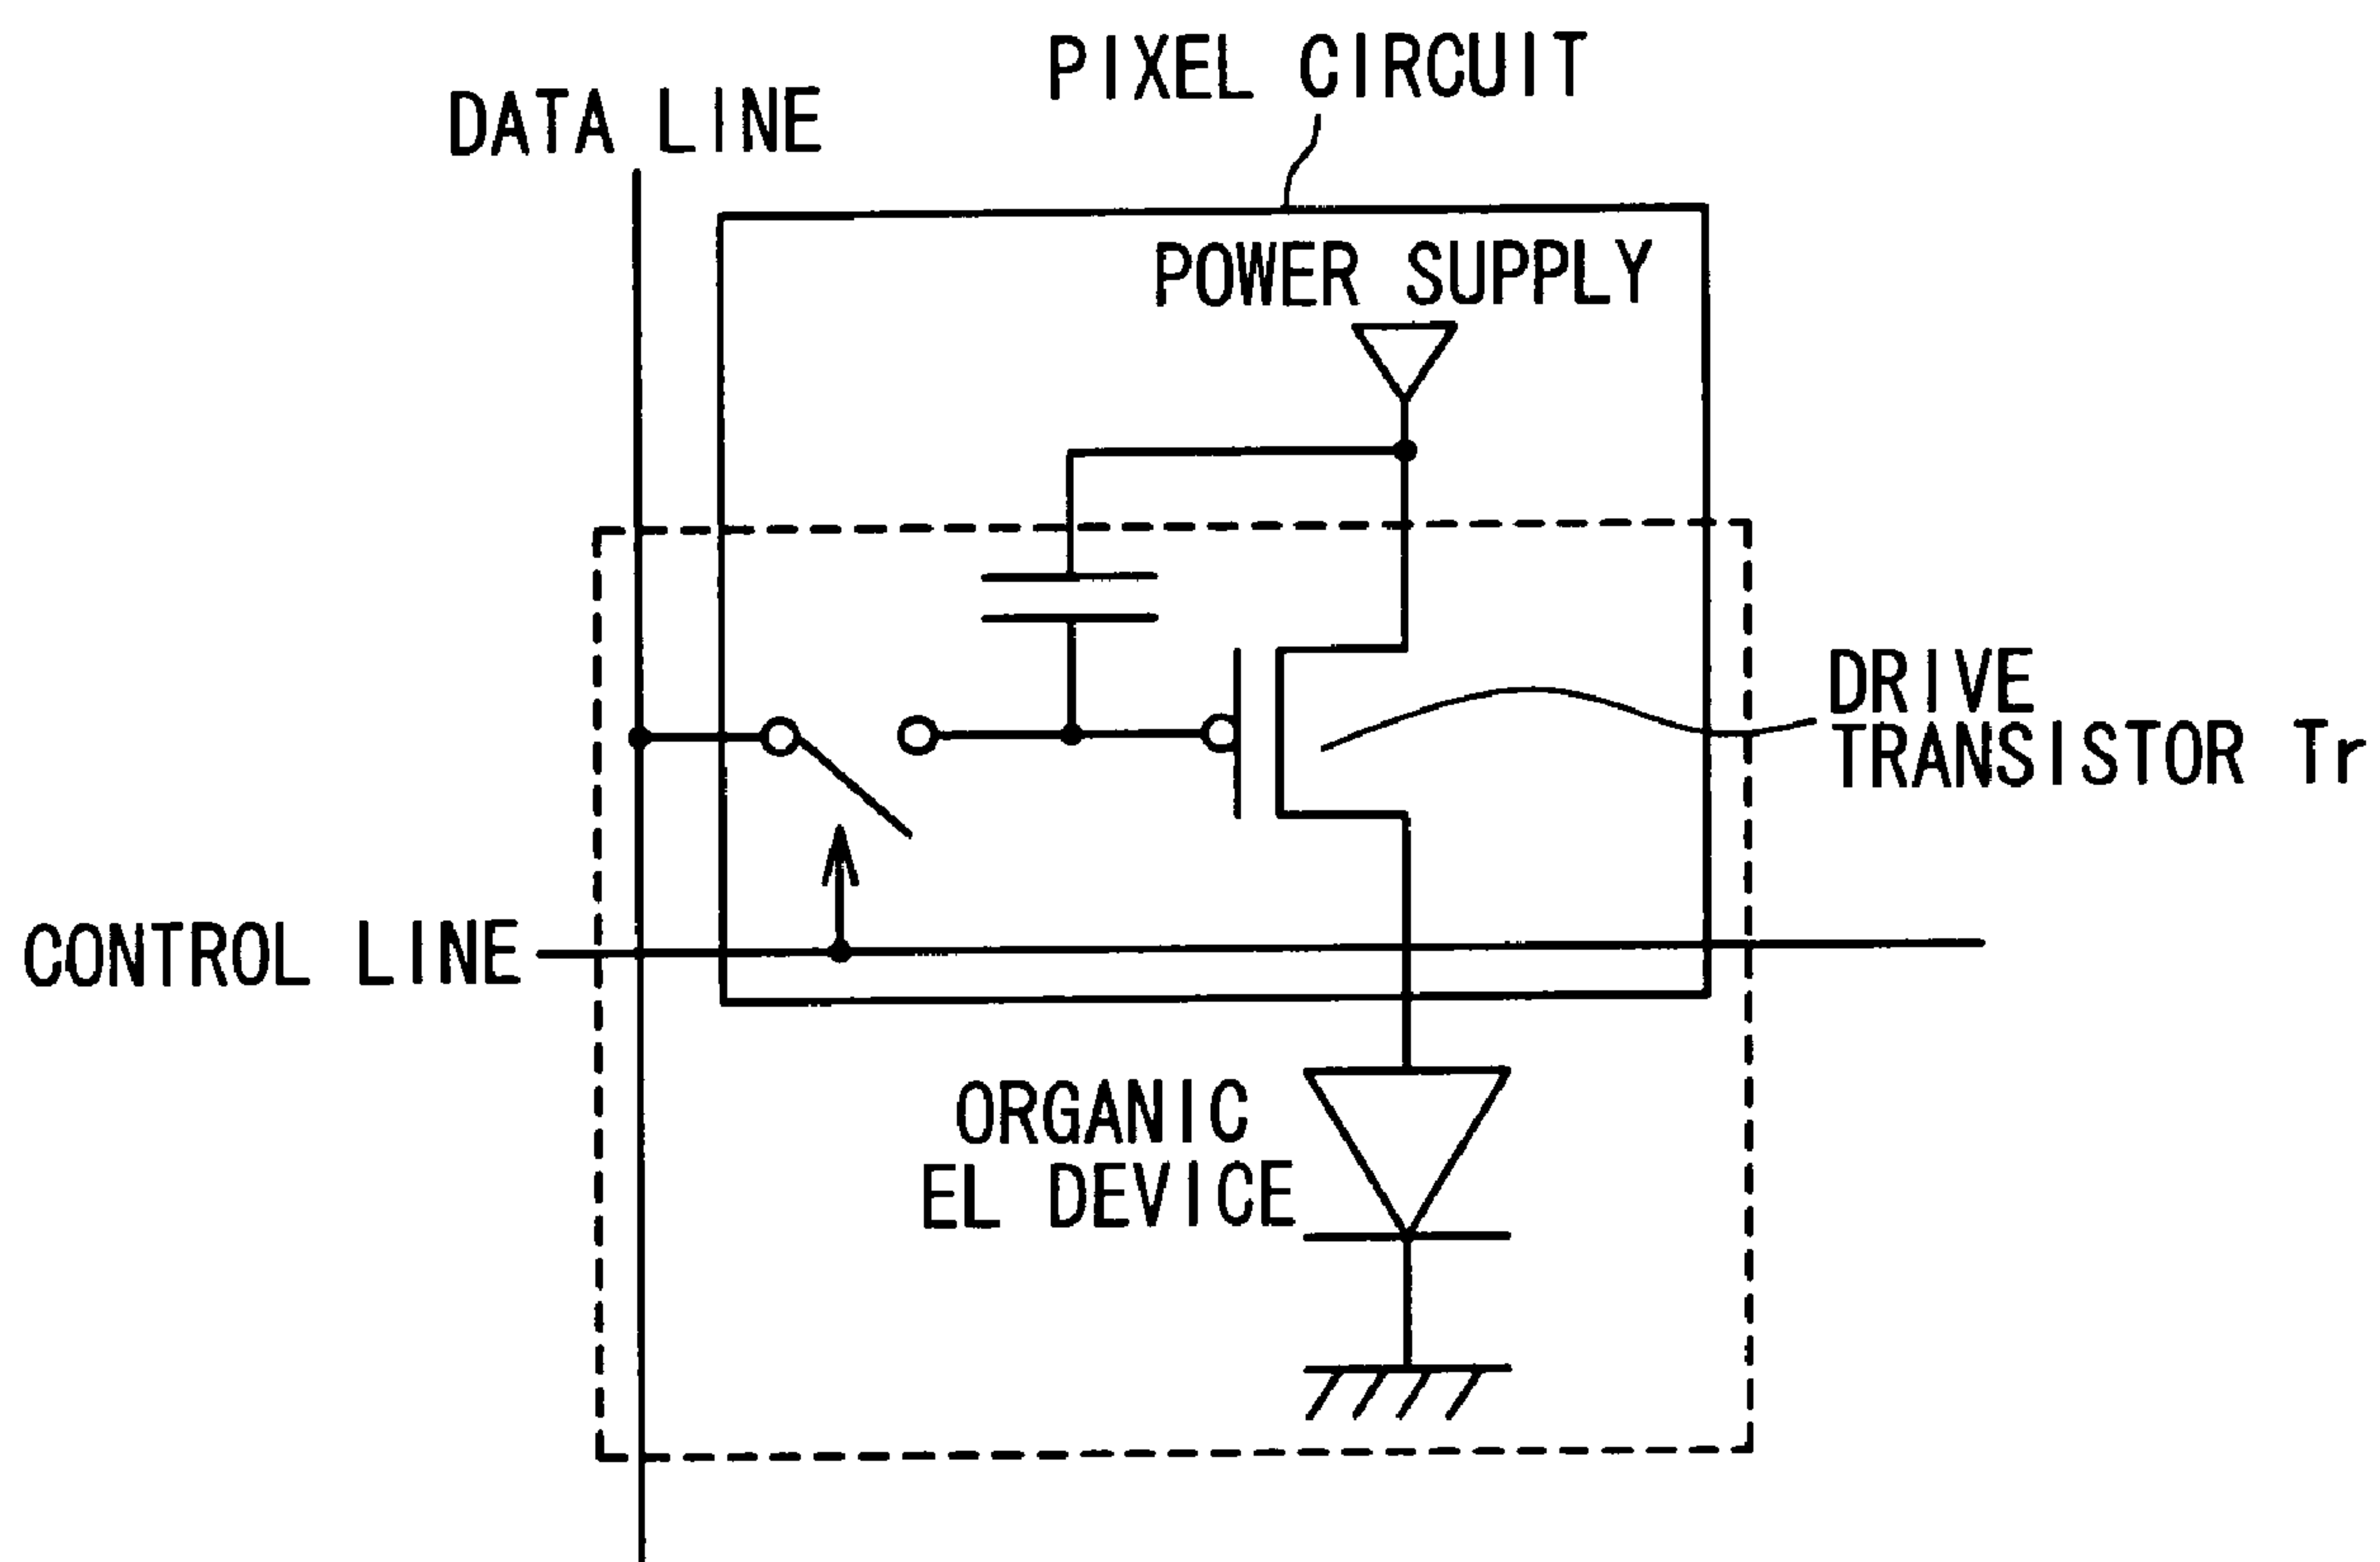 PIXEL CIRCUIT
DATA LINE
POWER SUPPLY
DRIVE
TRANSISTOR Tr
CONTROL LINE
ORGANIC
EL DEVICE